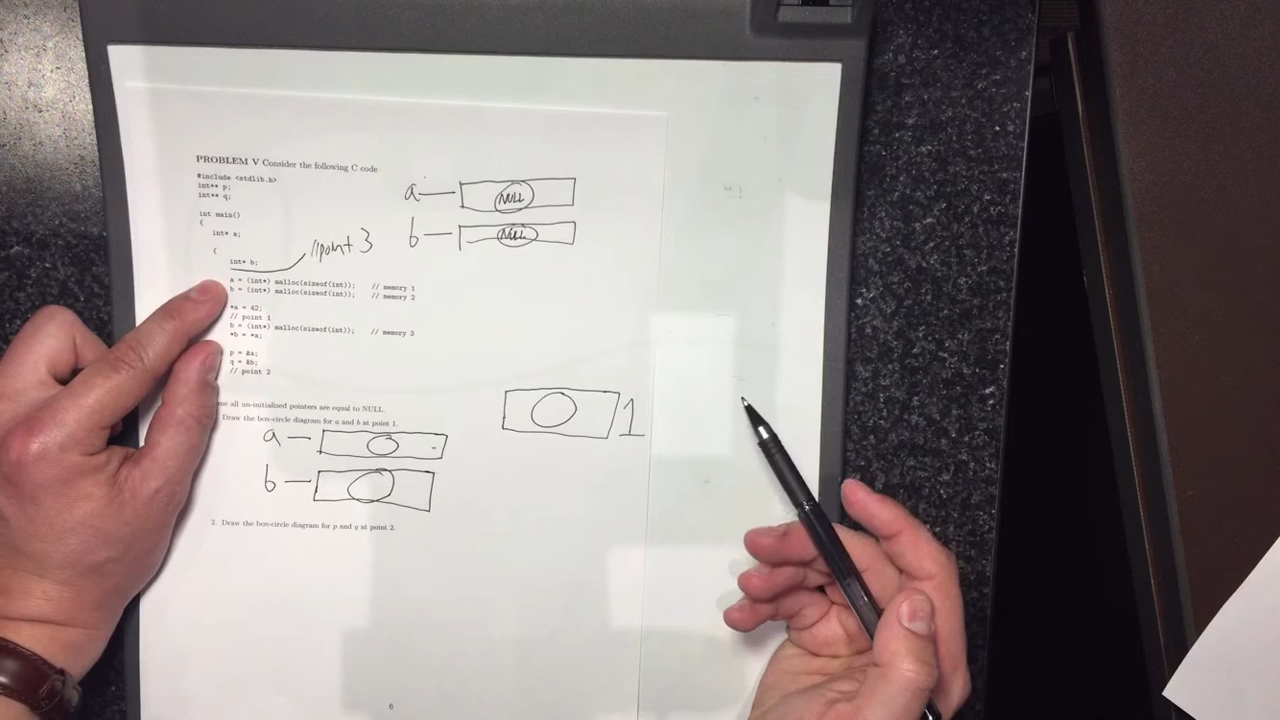 PROBLEM V Consider the following C code
#include <stdlib.h>
int** p;
int** q;
int main()
{
int* a;
{
int* b;
//point 3
a = (int*) malloc(sizeof(int)); // memory 1
b = (int*) malloc(sizeof(int)); // memory 2
*a = 42;
// point 1
b = (int*) malloc(sizeof(int)); // memory 3
*b = *a;
p = &a;
q = &b;
// point 2
a NULL
b NULL
all un-initialized pointers are equal to NULL.
Draw the box-circle diagram for a and b at point 1.
a
b
1
2. Draw the box-circle diagram for p and q at point 2.
6